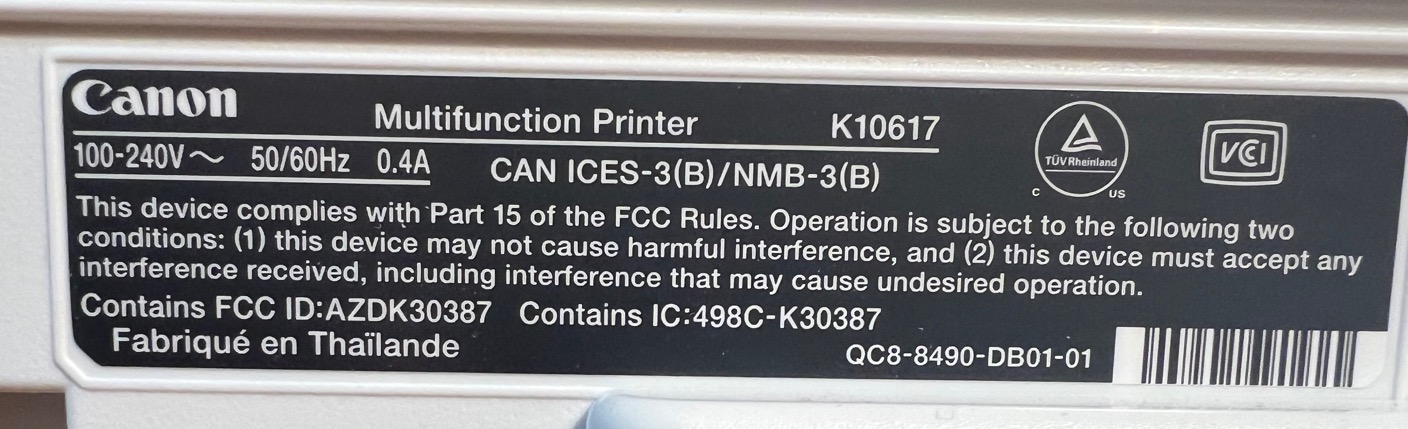 Canon
Multifunction Printer K10617
100-240V～ 50/60Hz 0.4A CAN ICES-3(B)/NMB-3(B)
TÜVRheinland
C US
VCCI
This device complies with Part 15 of the FCC Rules. Operation is subject to the following two
conditions: (1) this device may not cause harmful interference, and (2) this device must accept any
interference received, including interference that may cause undesired operation.
Contains FCC ID:AZDK30387 Contains IC:498C-K30387
Fabriqué en Thaïlande QC8-8490-DB01-01